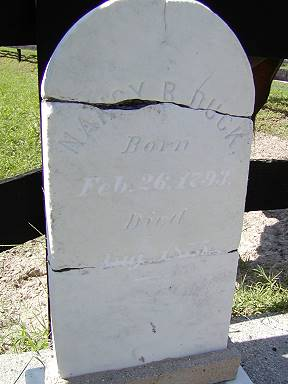 NANCY R. DUCK.
Born
Feb. 26, 1793.
Died